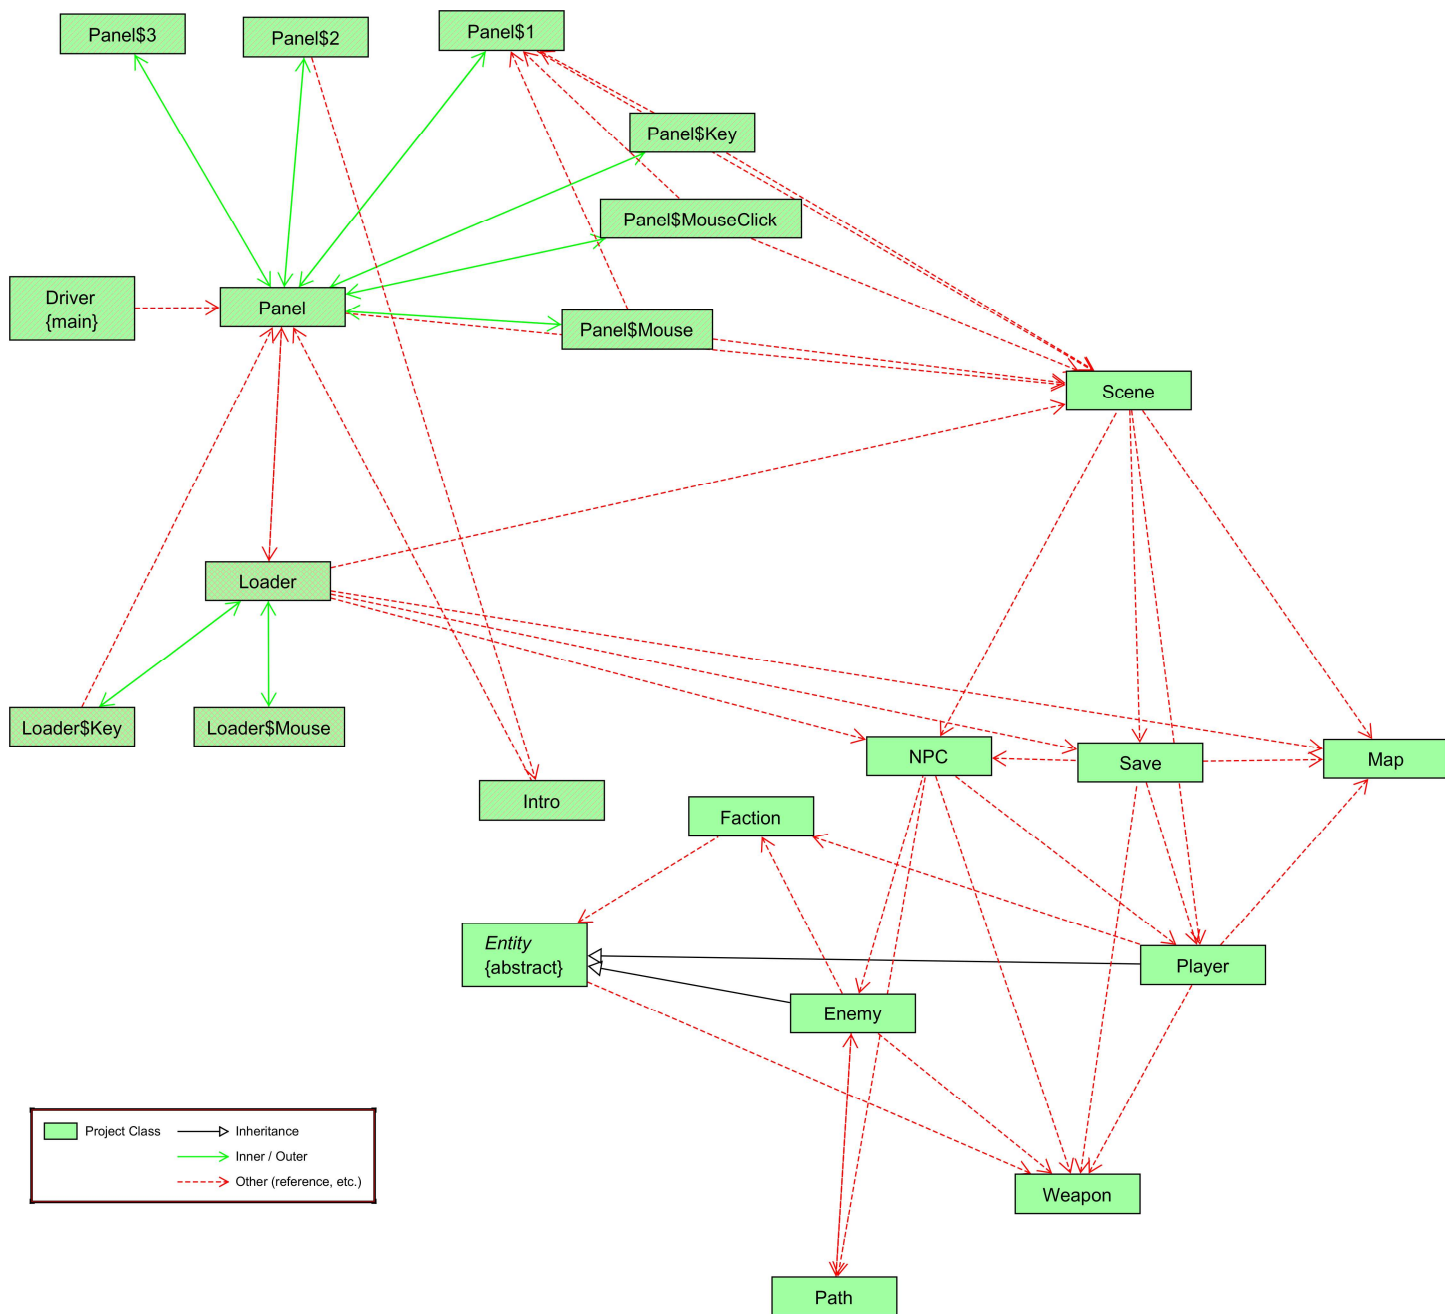 Panel$3
Panel$2
Panel$1
Panel$Key
Panel$MouseClick
Driver
{main}
Panel
Panel$Mouse
Scene
Loader
Loader$Key
Loader$Mouse
NPC
Save
Map
Intro
Faction
Entity
{abstract}
Player
Enemy
Project Class
Inheritance
Inner / Outer
Other (reference, etc.)
Weapon
Path